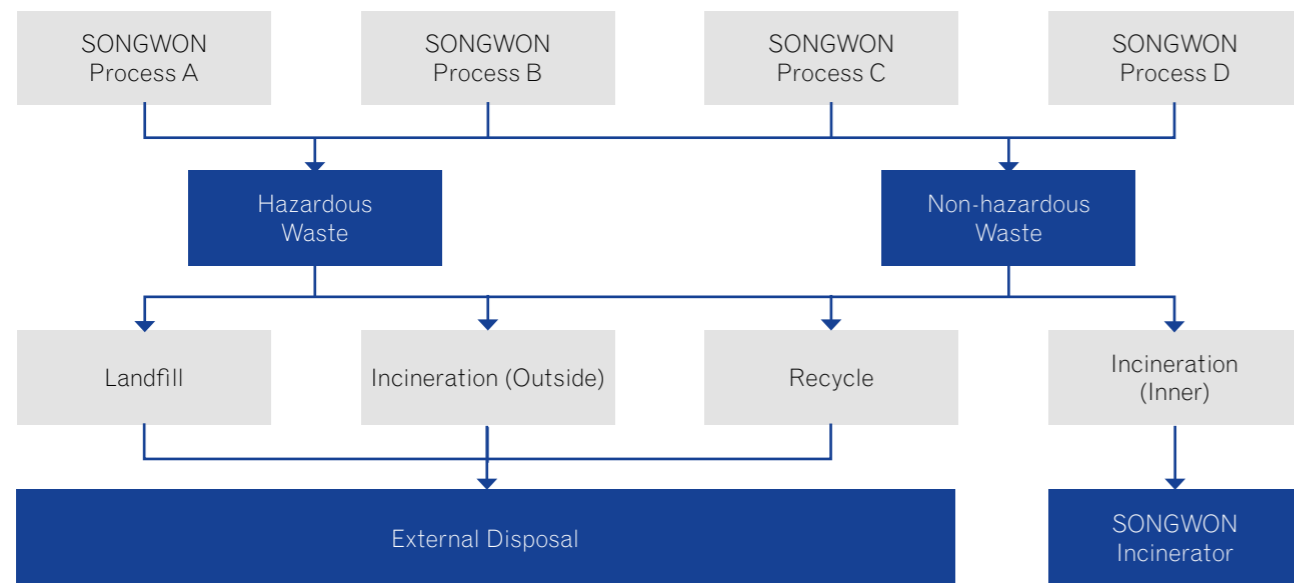 SONGWON
Process A
SONGWON
Process B
SONGWON
Process C
SONGWON
Process D
Hazardous
Waste
Non-hazardous
Waste
Landfill
Incineration (Outside)
Recycle
Incineration
(Inner)
External Disposal
SONGWON
Incinerator